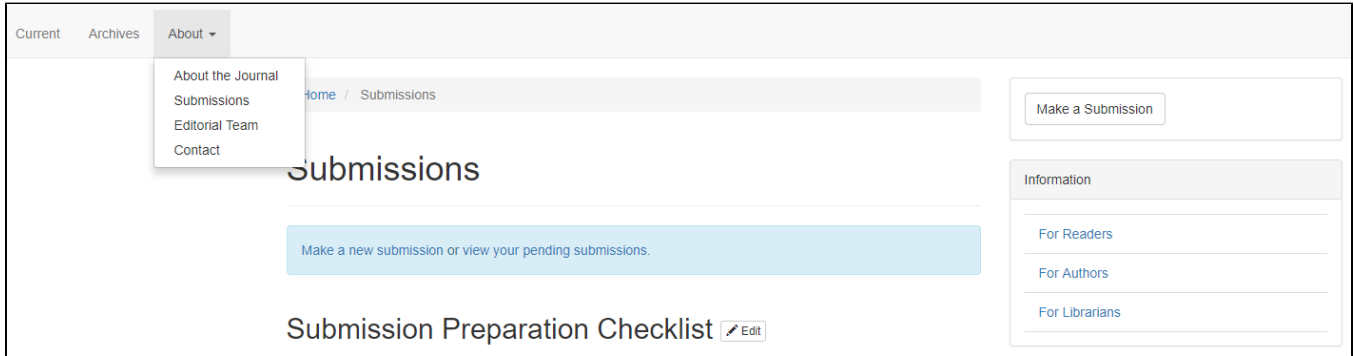 Current Archives About
About the Journal
Submissions
Editorial Team
Contact
Home / Submissions
Submissions
Make a new submission or view your pending submissions.
Submission Preparation Checklist Edit
Make a Submission
Information
For Readers
For Authors
For Librarians